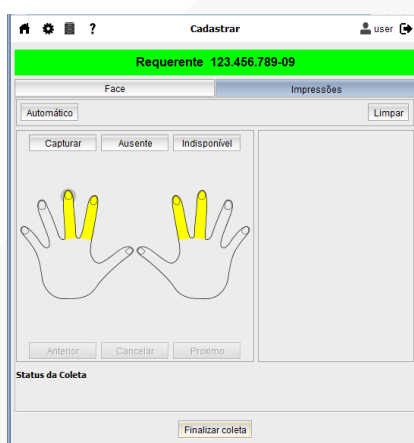 ? Cadastrar user
Requerente 123.456.789-09
Face Impressões
Automático Limpar
Capturar Ausente Indisponível
Anterior Cancelar Proximo
Status da Coleta
Finalizar coleta